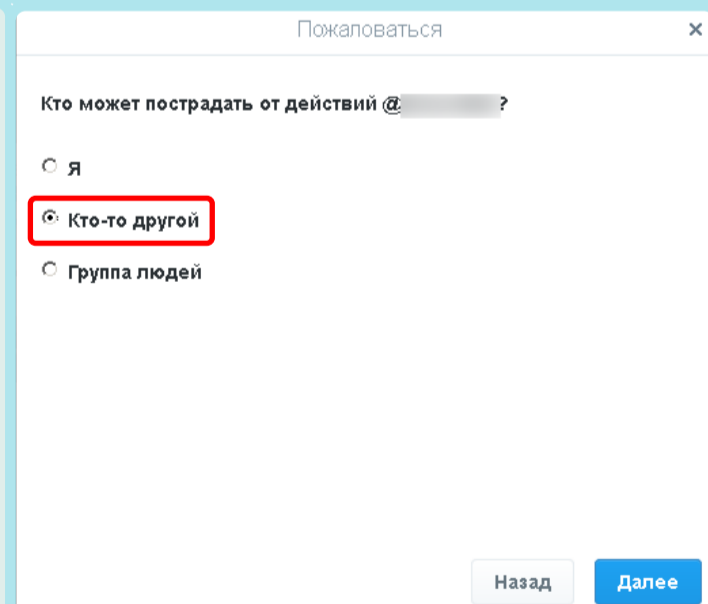 Пожаловаться
Кто может пострадать от действий @ ?
Я
Кто-то другой
Группа людей
Назад
Далее